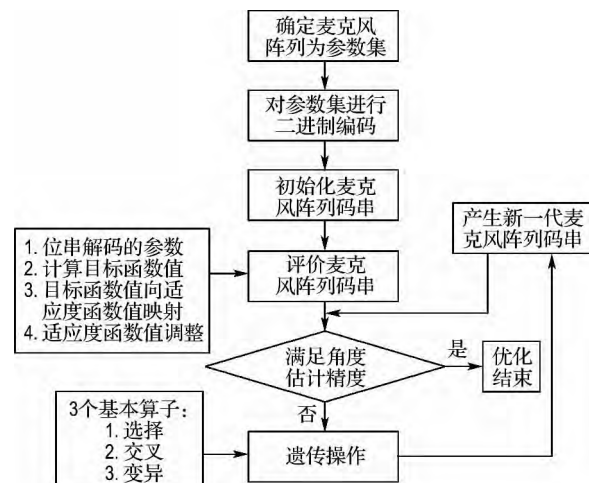 确定麦克风
阵列为参数集
对参数集进行
二进制编码
初始化麦克
风阵列码串
产生新一代麦
克风阵列码串
1. 位串解码的参数
2. 计算目标函数值
3. 目标函数值向适
应度函数值映射
4. 适应度函数值调整
评价麦克
风阵列码串
满足角度
估计精度
是
优化
结束
否
3个基本算子：
1. 选择
2. 交叉
3. 变异
遗传操作